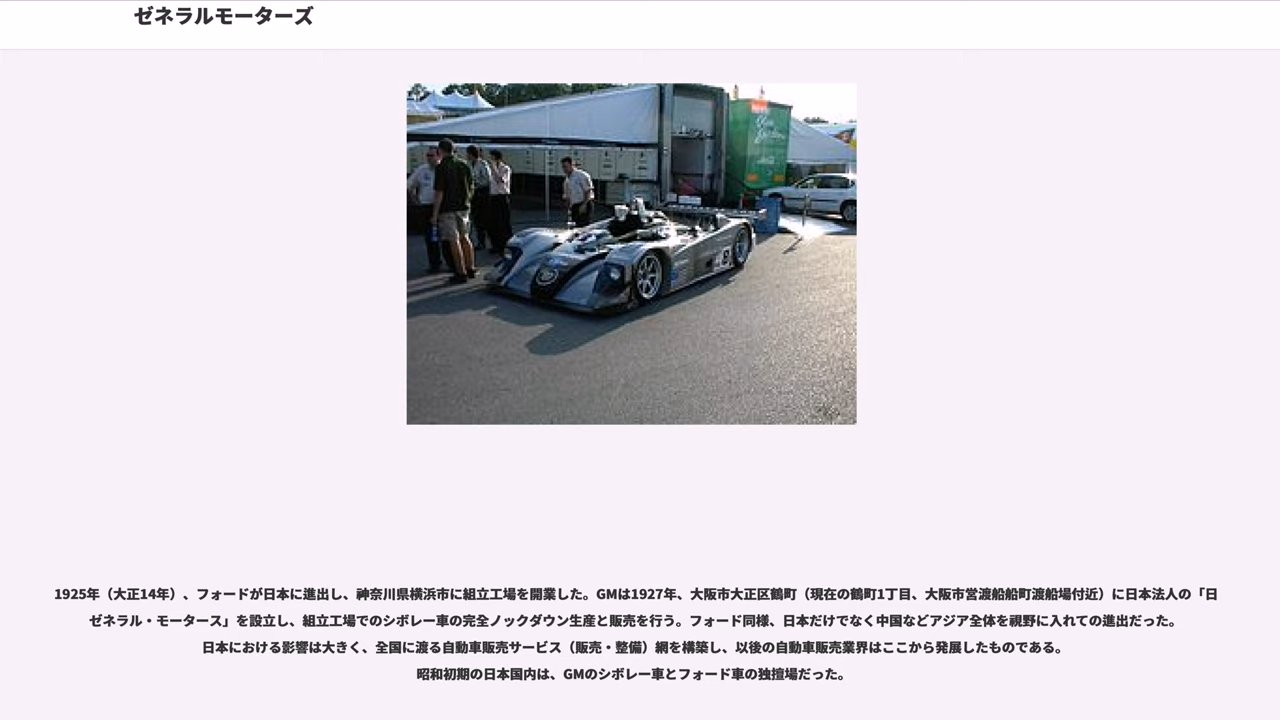 ゼネラルモーターズ
1925年（大正14年）、フォードが日本に進出し、神奈川県横浜市に組立工場を開業した。GMは1927年、大阪市大正区鶴町（現在の鶴町1丁目、大阪市営渡船船町渡船場付近）に日本法人の「日
ゼネラル・モータース」を設立し、組立工場でのシボレー車の完全ノックダウン生産と販売を行う。フォード同様、日本だけでなく中国などアジア全体を視野に入れての進出だった。
日本における影響は大きく、全国に渡る自動車販売サービス（販売・整備）網を構築し、以後の自動車販売業界はここから発展したものである。
昭和初期の日本国内は、GMのシボレー車とフォード車の独擅場だった。